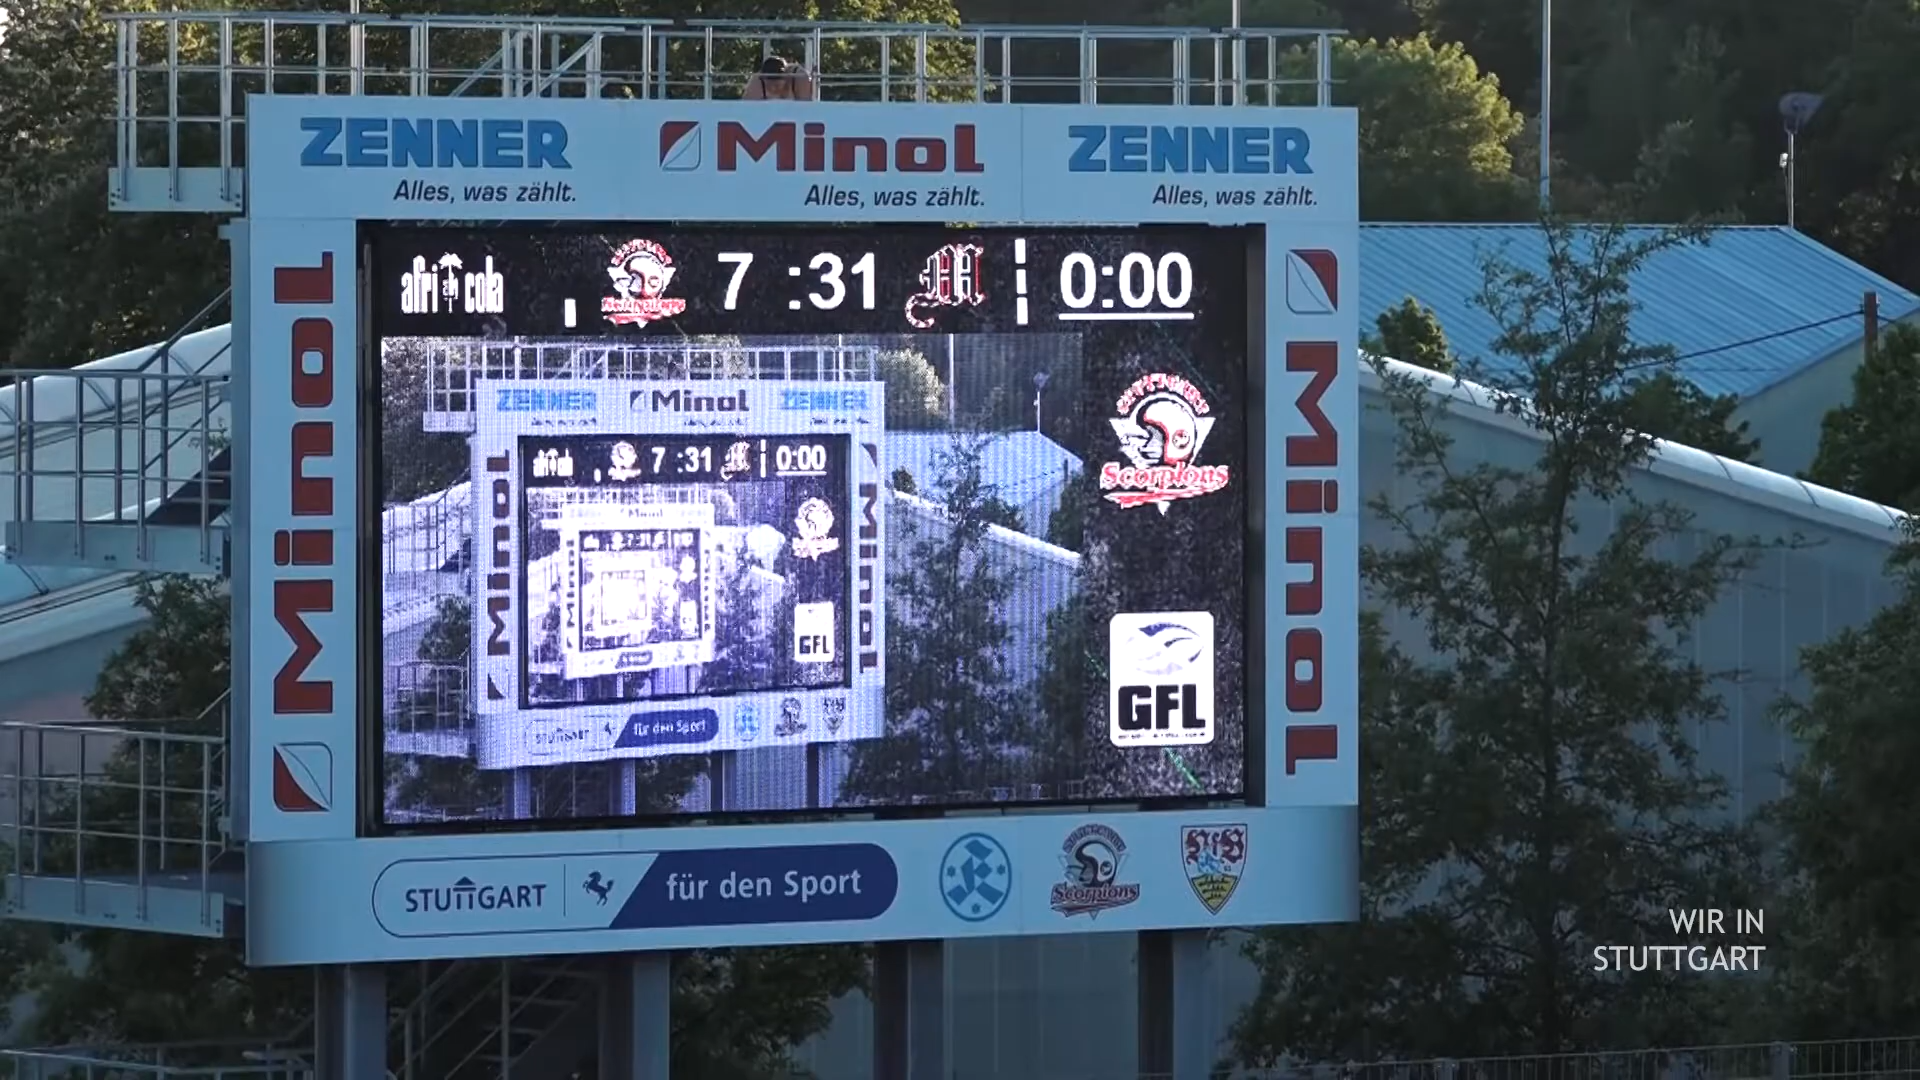 ZENNER
Alles, was zählt.
Minol
Alles, was zählt.
ZENNER
Alles, was zählt.
Minol
afri cola
Scorpions
7 :31
M
0:00
Minol
ZENNER
Minol
ZENNER
7 :31
0:00
Minol
Minol
GFL
für den Sport
Scorpions
GFL
STUTTGART
für den Sport
Scorpions
VfB
WIR IN
STUTTGART